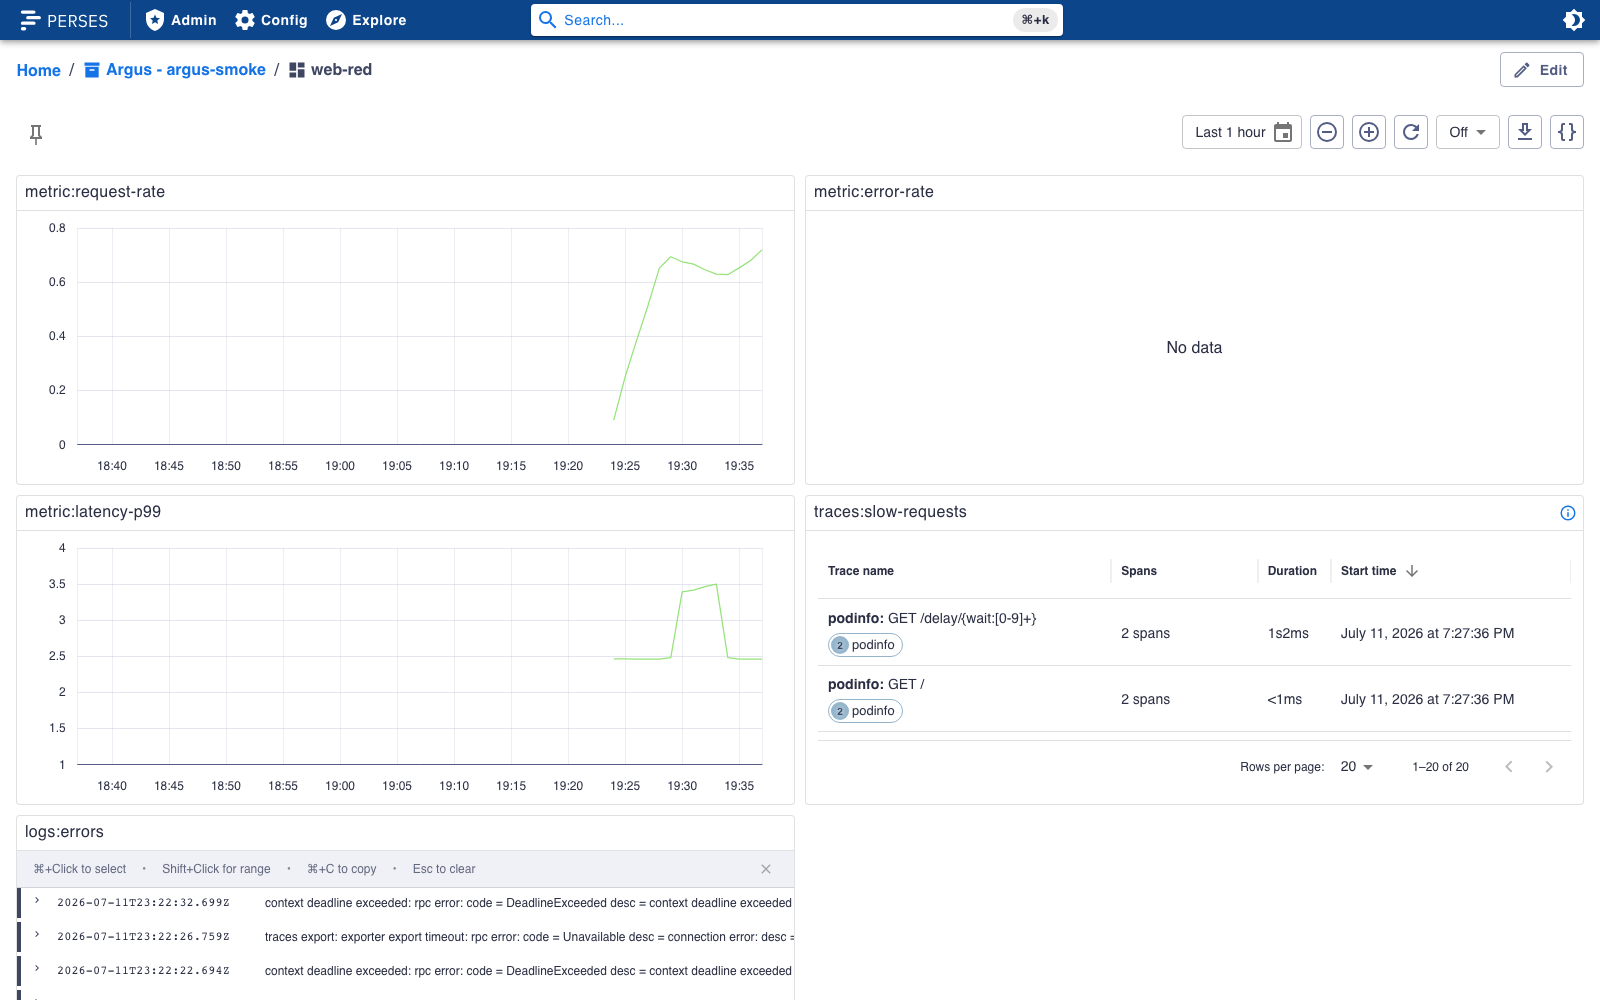 PERSES Admin Config Explore Search... ⌘+k
Home / Argus - argus-smoke / web-red Edit
Last 1 hour Off {}
metric:request-rate
0.8
0.6
0.4
0.2
0
18:40 18:45 18:50 18:55 19:00 19:05 19:10 19:15 19:20 19:25 19:30 19:35
metric:error-rate
No data
metric:latency-p99
4
3.5
3
2.5
2
1.5
1
18:40 18:45 18:50 18:55 19:00 19:05 19:10 19:15 19:20 19:25 19:30 19:35
traces:slow-requests
Trace name Spans Duration Start time
podinfo: GET /delay/{wait:[0-9]+}
2 podinfo
2 spans 1s2ms July 11, 2026 at 7:27:36 PM
podinfo: GET /
2 podinfo
2 spans <1ms July 11, 2026 at 7:27:36 PM
Rows per page: 20 1–20 of 20
logs:errors
⌘+Click to select • Shift+Click for range • ⌘+C to copy • Esc to clear
2026-07-11T23:22:32.699Z context deadline exceeded: rpc error: code = DeadlineExceeded desc = context deadline exceeded
2026-07-11T23:22:26.759Z traces export: exporter export timeout: rpc error: code = Unavailable desc = connection error: desc =
2026-07-11T23:22:22.694Z context deadline exceeded: rpc error: code = DeadlineExceeded desc = context deadline exceeded